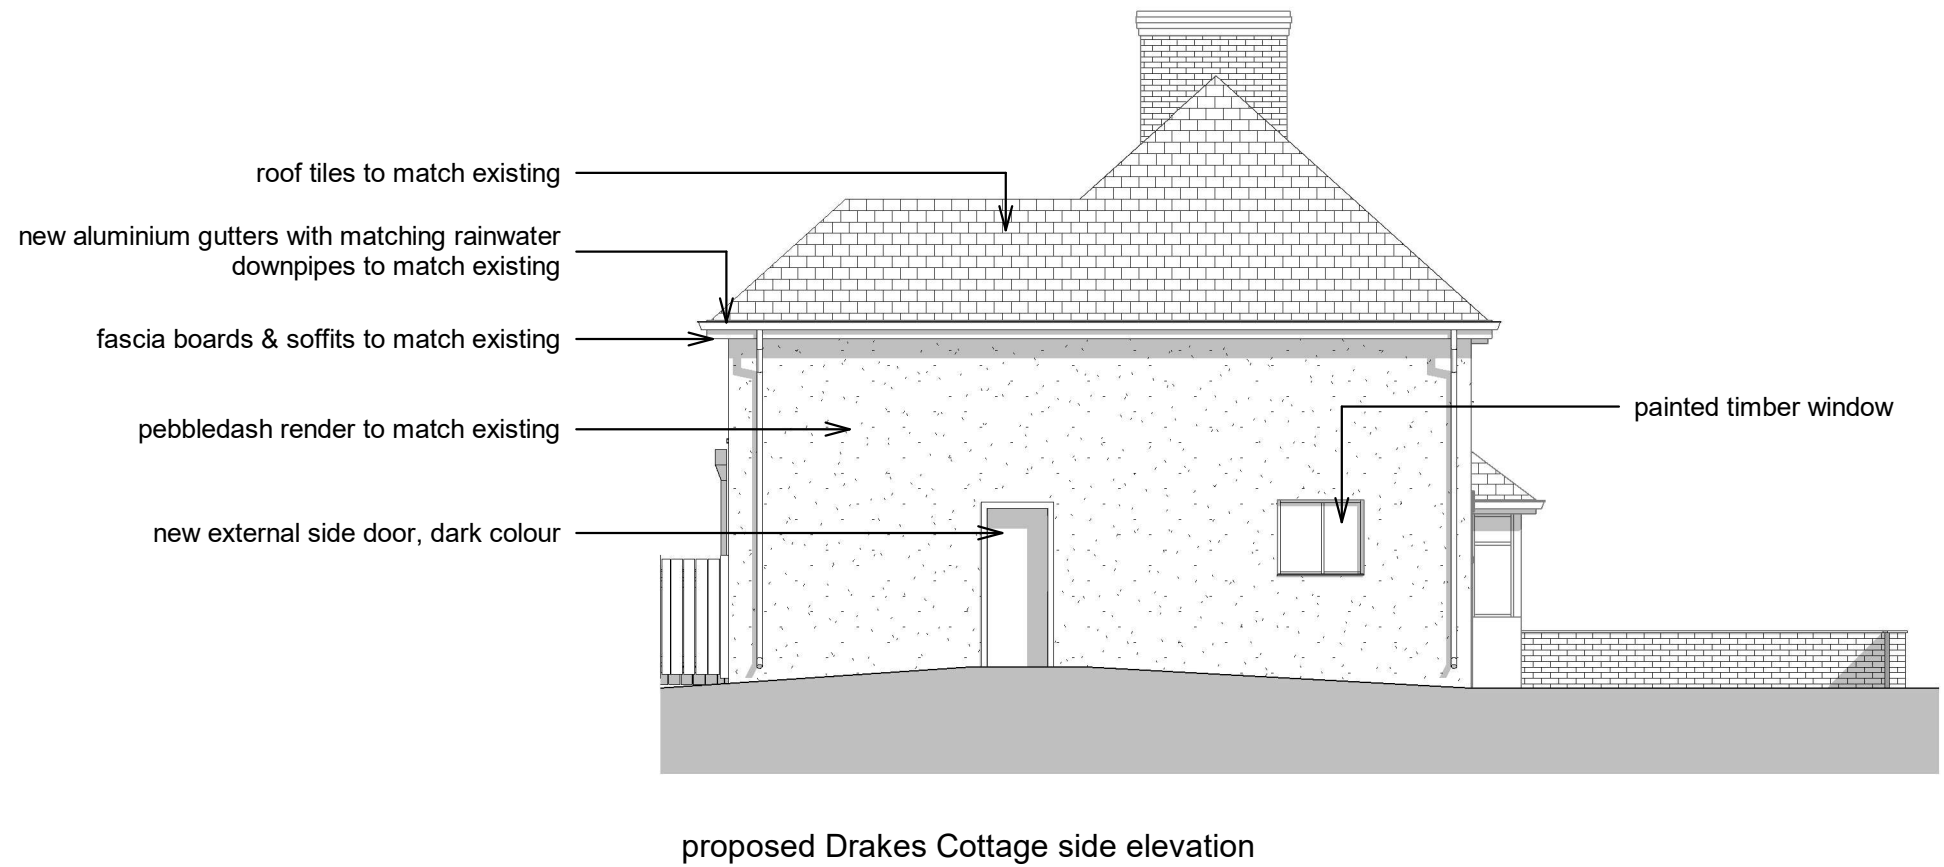 roof tiles to match existing
new aluminium gutters with matching rainwater
downpipes to match existing
fascia boards & soffits to match existing
pebbledash render to match existing
painted timber window
new external side door, dark colour
proposed Drakes Cottage side elevation